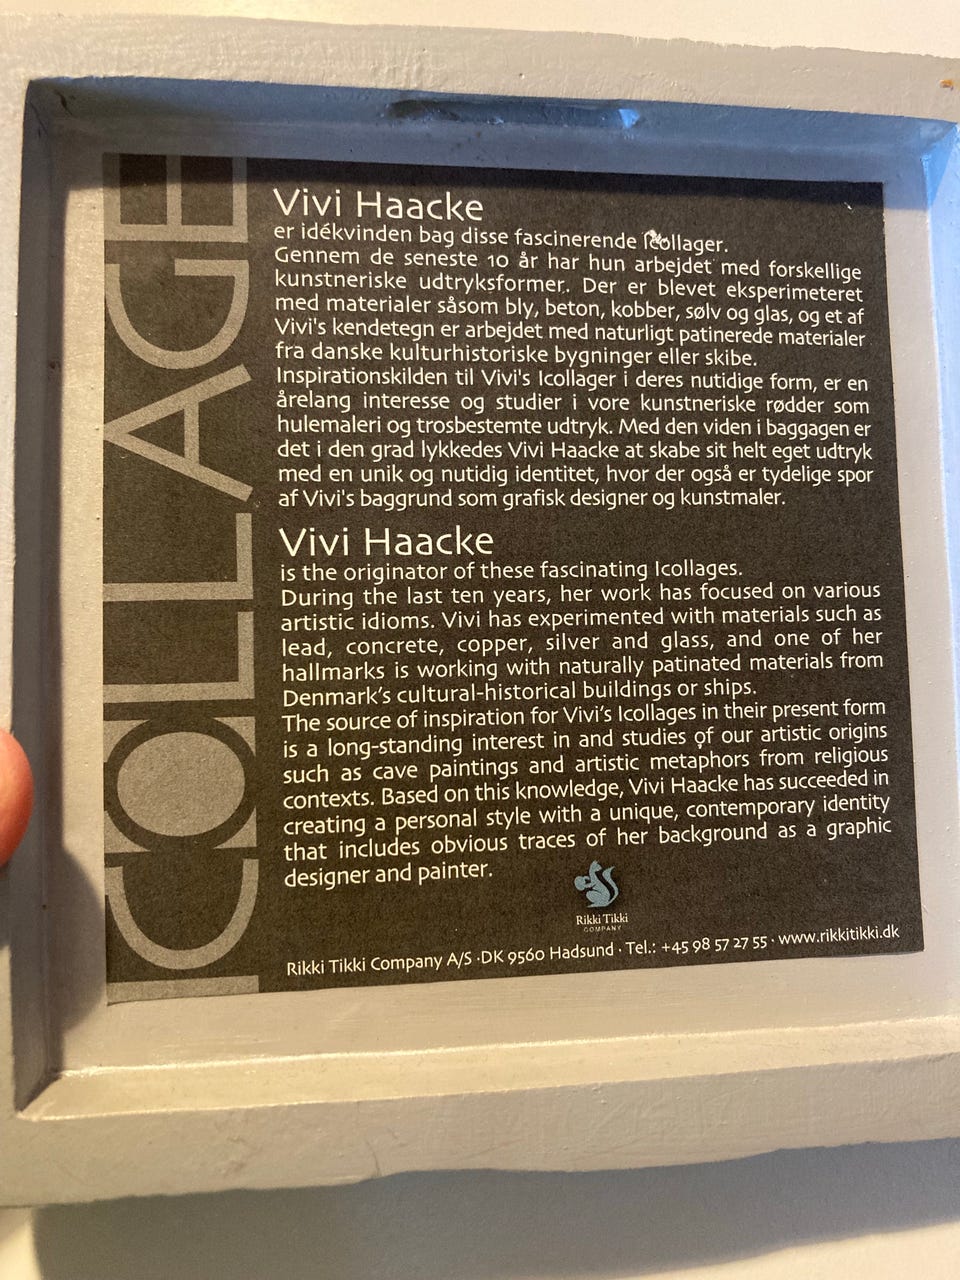 ICOLLAGE
Vivi Haacke
er idékvinden bag disse fascinerende Icollager.
Gennem de seneste 10 år har hun arbejdet med forskellige
kunstneriske udtryksformer. Der er blevet eksperimeteret
med materialer såsom bly, beton, kobber, sølv og glas, og et af
Vivi's kendetegn er arbejdet med naturligt patinerede materialer
fra danske kulturhistoriske bygninger eller skibe.
Inspirationskilden til Vivi's Icollager i deres nutidige form, er en
årelang interesse og studier i vore kunstneriske rødder som
hulemaleri og trosbestemte udtryk. Med den viden i baggagen er
det i den grad lykkedes Vivi Haacke at skabe sit helt eget udtryk
med en unik og nutidig identitet, hvor der også er tydelige spor
af Vivi's baggrund som grafisk designer og kunstmaler.
Vivi Haacke
is the originator of these fascinating Icollages.
During the last ten years, her work has focused on various
artistic idioms. Vivi has experimented with materials such as
lead, concrete, copper, silver and glass, and one of her
hallmarks is working with naturally patinated materials from
Denmark's cultural-historical buildings or ships.
The source of inspiration for Vivi's Icollages in their present form
is a long-standing interest in and studies of our artistic origins
such as cave paintings and artistic metaphors from religious
contexts. Based on this knowledge, Vivi Haacke has succeeded in
creating a personal style with a unique, contemporary identity
that includes obvious traces of her background as a graphic
designer and painter.
Rikki Tikki
COMPANY
Rikki Tikki Company A/S · DK 9560 Hadsund · Tel.: +45 98 57 27 55 · www.rikkitikki.dk